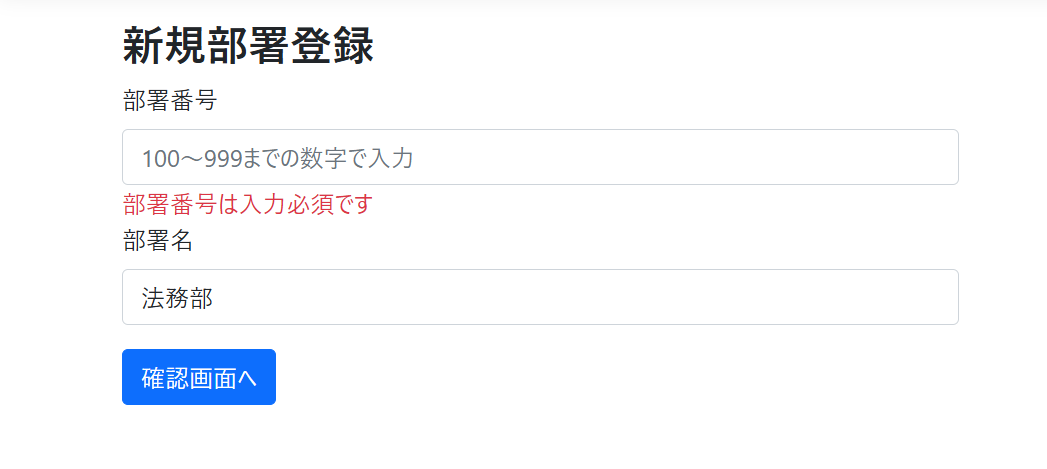 新規部署登録
部署番号
100～999までの数字で入力
部署番号は入力必須です
部署名
法務部
確認画面へ